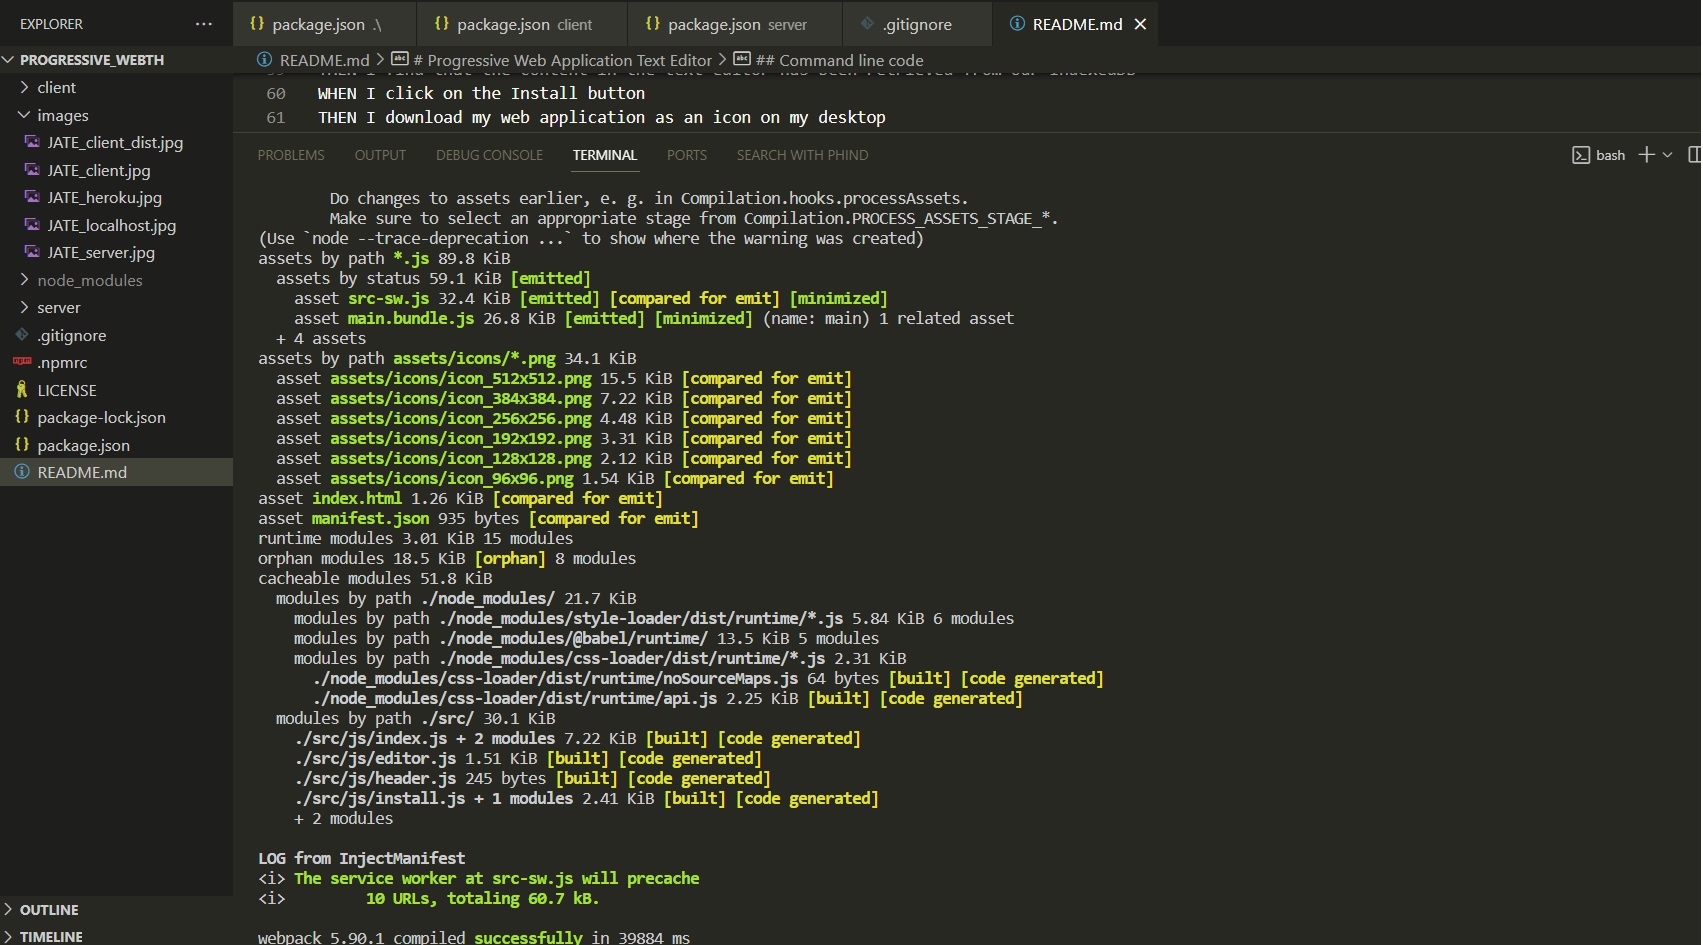 EXPLORER
···
PROGRESSIVE_WEBTH
client
images
JATE_client_dist.jpg
JATE_client.jpg
JATE_heroku.jpg
JATE_localhost.jpg
JATE_server.jpg
node_modules
server
.gitignore
.npmrc
LICENSE
package-lock.json
package.json
README.md
OUTLINE
TIMELINE
package.json .\
package.json client
package.json server
.gitignore
README.md
README.md > # Progressive Web Application Text Editor > ## Command line code
60 WHEN I click on the Install button
61 THEN I download my web application as an icon on my desktop
PROBLEMS OUTPUT DEBUG CONSOLE TERMINAL PORTS SEARCH WITH PHIND
bash
Do changes to assets earlier, e. g. in Compilation.hooks.processAssets.
Make sure to select an appropriate stage from Compilation.PROCESS_ASSETS_STAGE_*.
(Use `node --trace-deprecation ...` to show where the warning was created)
assets by path *.js 89.8 KiB
assets by status 59.1 KiB [emitted]
asset src-sw.js 32.4 KiB [emitted] [compared for emit] [minimized]
asset main.bundle.js 26.8 KiB [emitted] [minimized] (name: main) 1 related asset
+ 4 assets
assets by path assets/icons/*.png 34.1 KiB
asset assets/icons/icon_512x512.png 15.5 KiB [compared for emit]
asset assets/icons/icon_384x384.png 7.22 KiB [compared for emit]
asset assets/icons/icon_256x256.png 4.48 KiB [compared for emit]
asset assets/icons/icon_192x192.png 3.31 KiB [compared for emit]
asset assets/icons/icon_128x128.png 2.12 KiB [compared for emit]
asset assets/icons/icon_96x96.png 1.54 KiB [compared for emit]
asset index.html 1.26 KiB [compared for emit]
asset manifest.json 935 bytes [compared for emit]
runtime modules 3.01 KiB 15 modules
orphan modules 18.5 KiB [orphan] 8 modules
cacheable modules 51.8 KiB
modules by path ./node_modules/ 21.7 KiB
modules by path ./node_modules/style-loader/dist/runtime/*.js 5.84 KiB 6 modules
modules by path ./node_modules/@babel/runtime/ 13.5 KiB 5 modules
modules by path ./node_modules/css-loader/dist/runtime/*.js 2.31 KiB
./node_modules/css-loader/dist/runtime/noSourceMaps.js 64 bytes [built] [code generated]
./node_modules/css-loader/dist/runtime/api.js 2.25 KiB [built] [code generated]
modules by path ./src/ 30.1 KiB
./src/js/index.js + 2 modules 7.22 KiB [built] [code generated]
./src/js/editor.js 1.51 KiB [built] [code generated]
./src/js/header.js 245 bytes [built] [code generated]
./src/js/install.js + 1 modules 2.41 KiB [built] [code generated]
+ 2 modules
LOG from InjectManifest
<i> The service worker at src-sw.js will precache
<i> 10 URLs, totaling 60.7 kB.
webpack 5.90.1 compiled successfully in 39884 ms